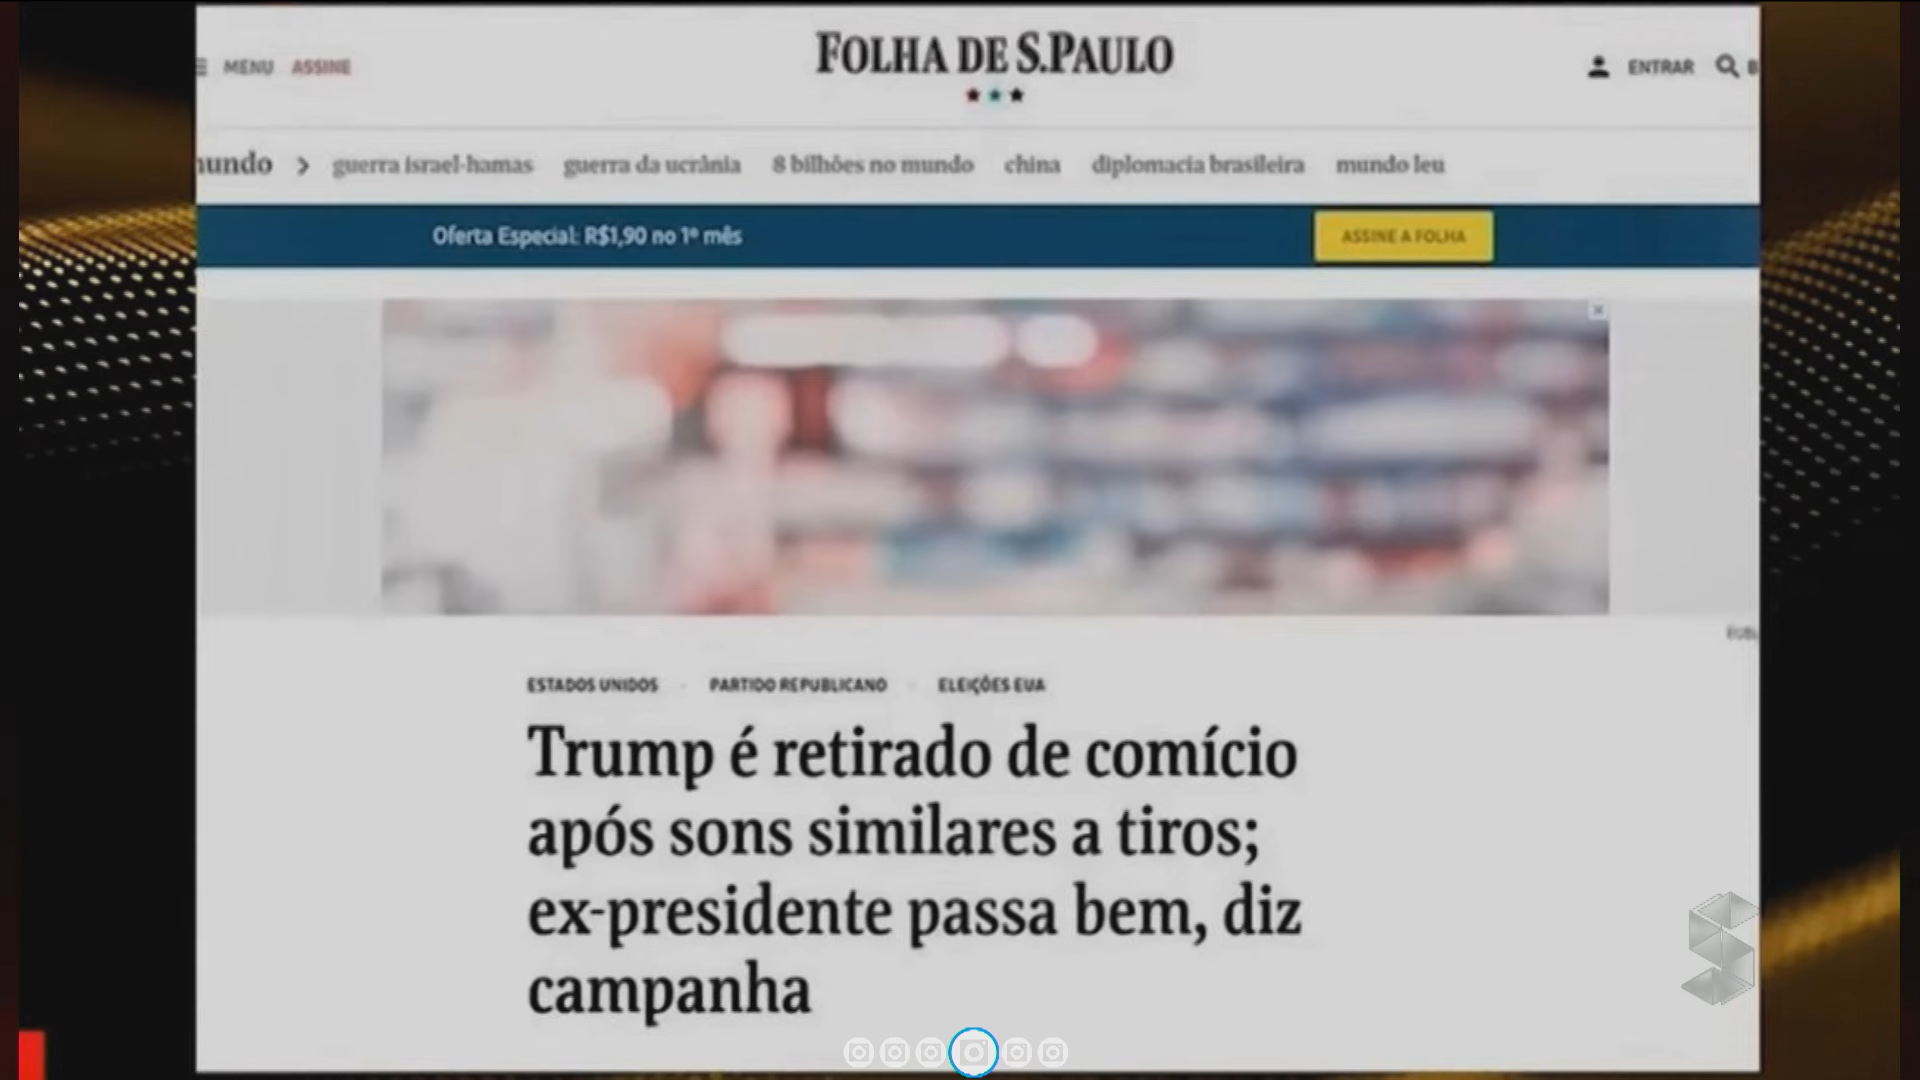 FOLHA DE S.PAULO
MENU ASSINE
ENTRAR
guerra israel-hamas guerra da ucrânia 8 bilhões no mundo china diplomacia brasileira mundo leu
Oferta Especial: R$1,90 no 1º mês
ASSINE A FOLHA
ESTADOS UNIDOS PARTIDO REPUBLICANO ELEIÇÕES EUA
Trump é retirado de comício
após sons similares a tiros;
ex-presidente passa bem, diz
campanha